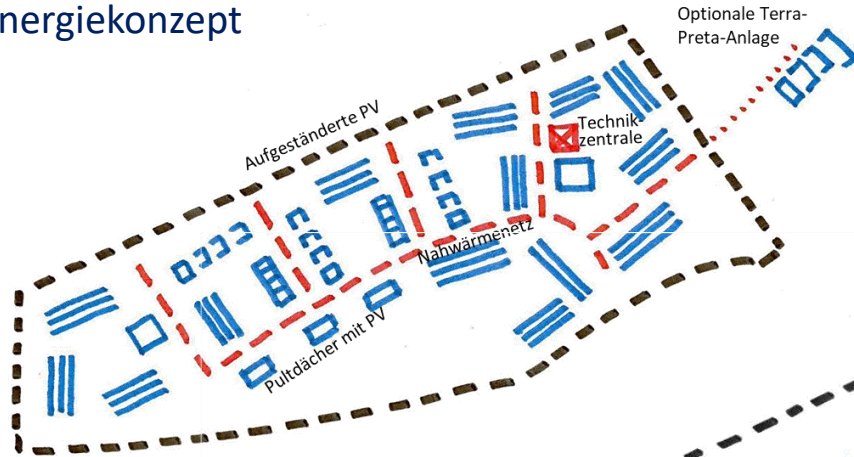 nergiekonzept
Optionale Terra-
Preta-Anlage
Aufgeständerte PV
Technik-
zentrale
Nahwärmenetz
Pultdächer mit PV